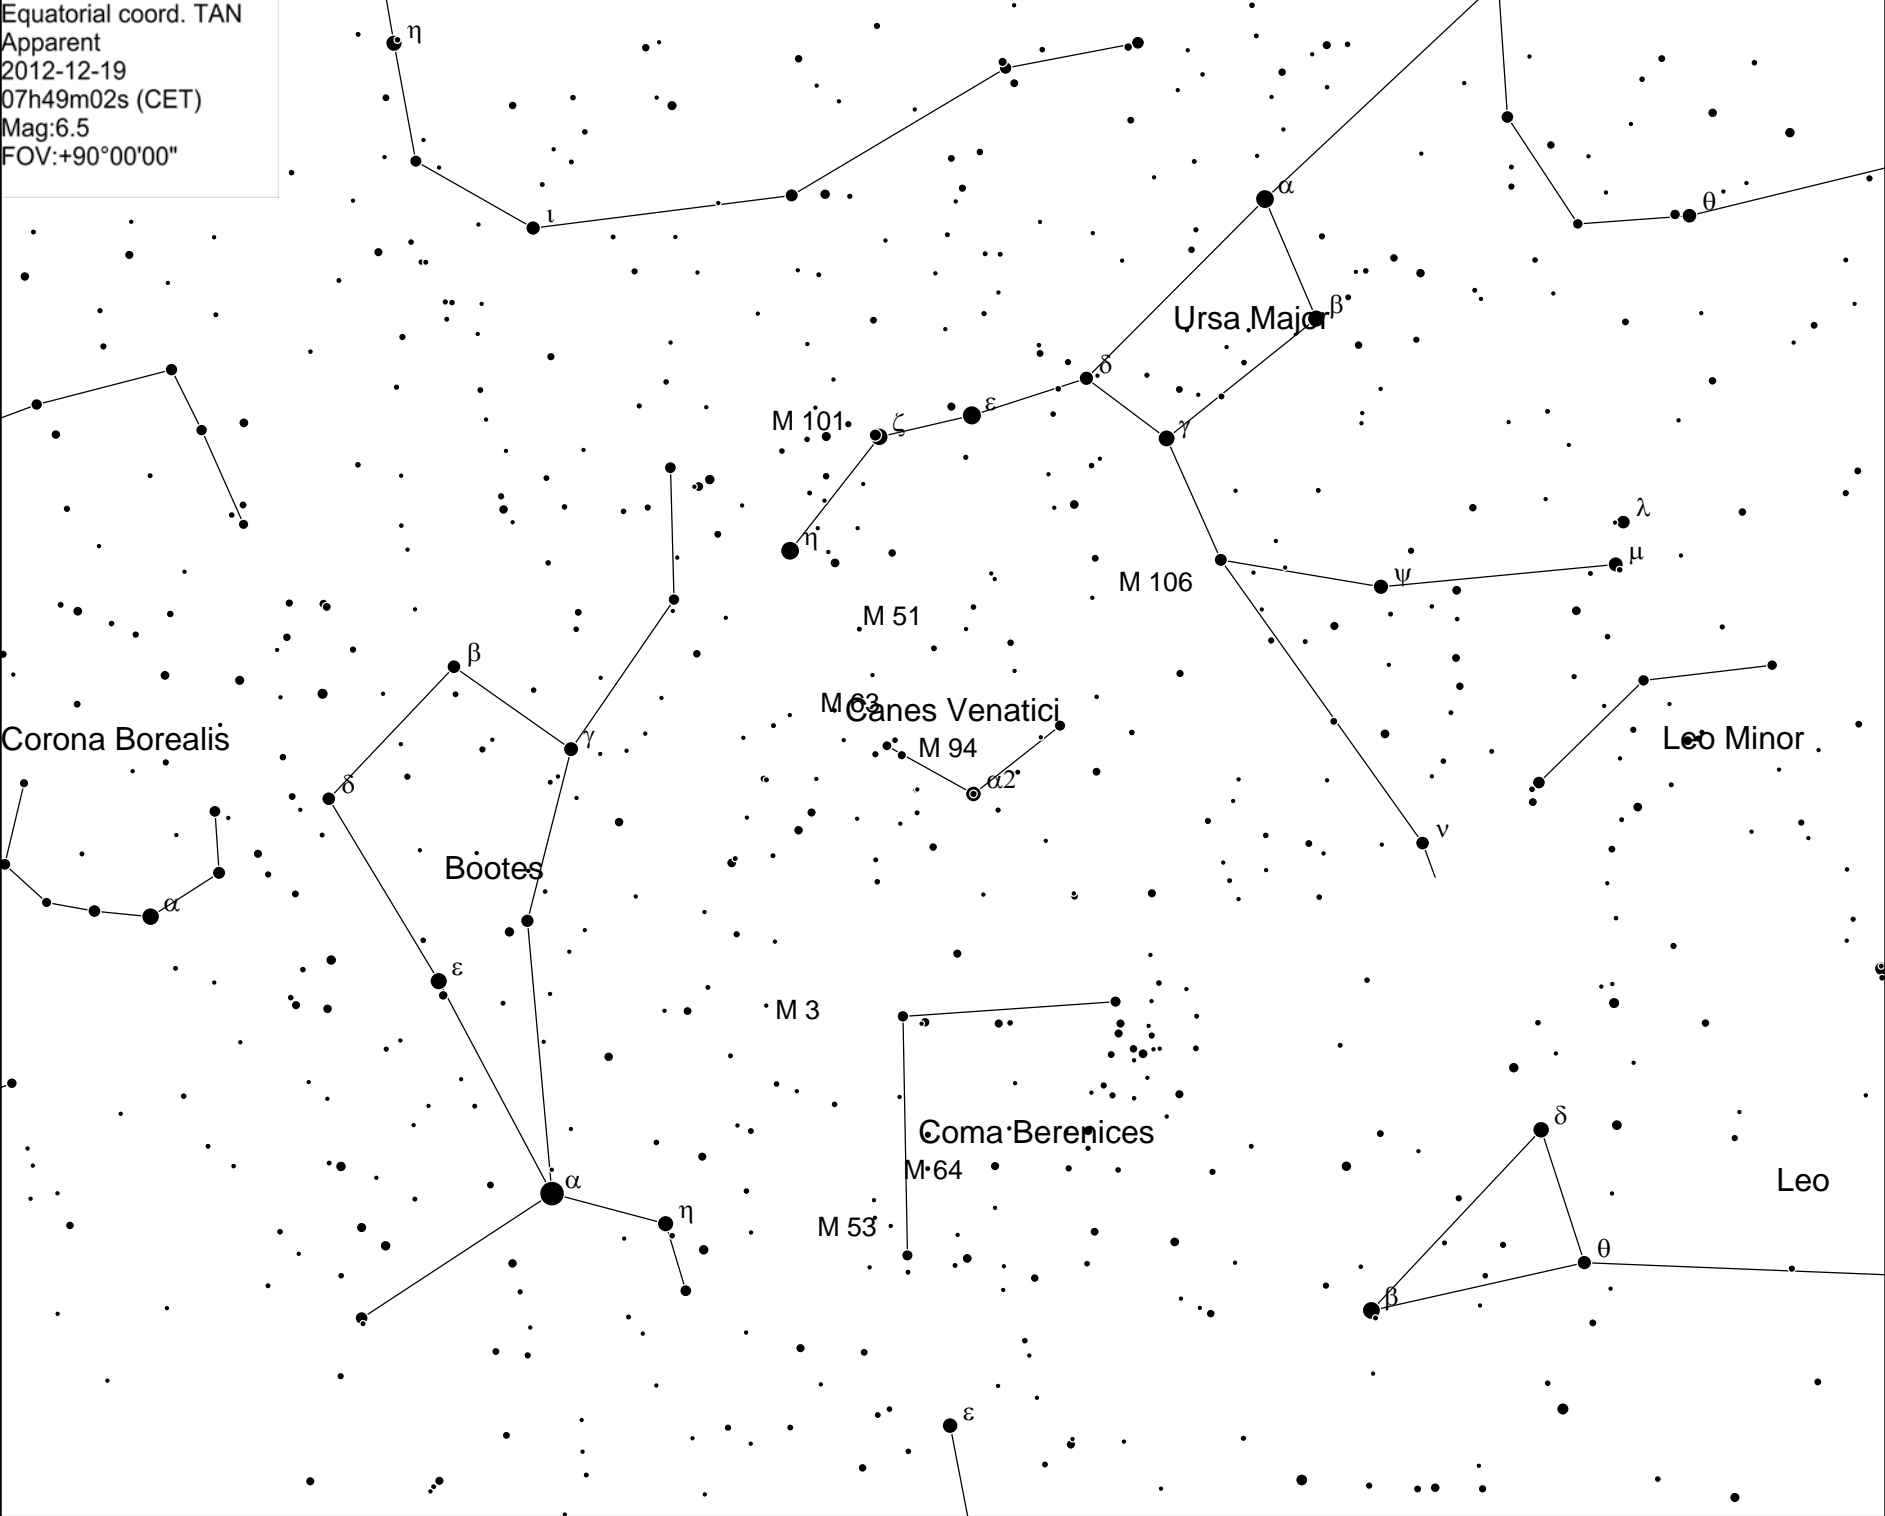 Equatorial coord. TAN
Apparent
2012-12-19
07h49m02s (CET)
Mag:6.5
FOV:+90°00'00"
η
α
θ
ι
Ursa Major
β
δ
ε
M 101
ζ
γ
λ
η
μ
ψ
M 106
M 51
β
M 63
Canes Venatici
γ
Corona Borealis
M 94
Leo Minor
δ
α2
ν
Bootes
α
ε
M 3
Coma Berenices
δ
M 64
α
Leo
η
M 53
θ
β
ε